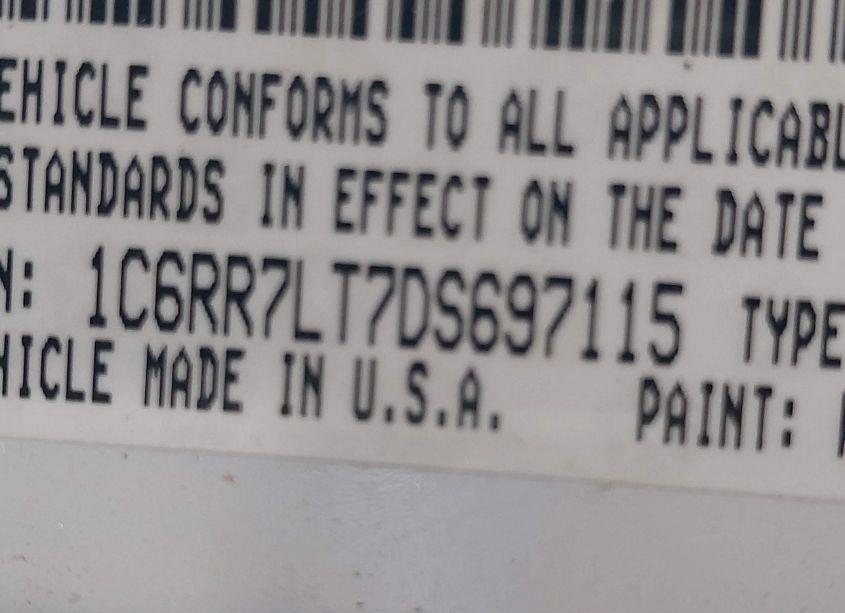 EHICLE CONFORMS TO ALL APPLICABL
STANDARDS IN EFFECT ON THE DATE
N: 1C6RR7LT7DS697115 TYPE
HICLE MADE IN U.S.A. PAINT: